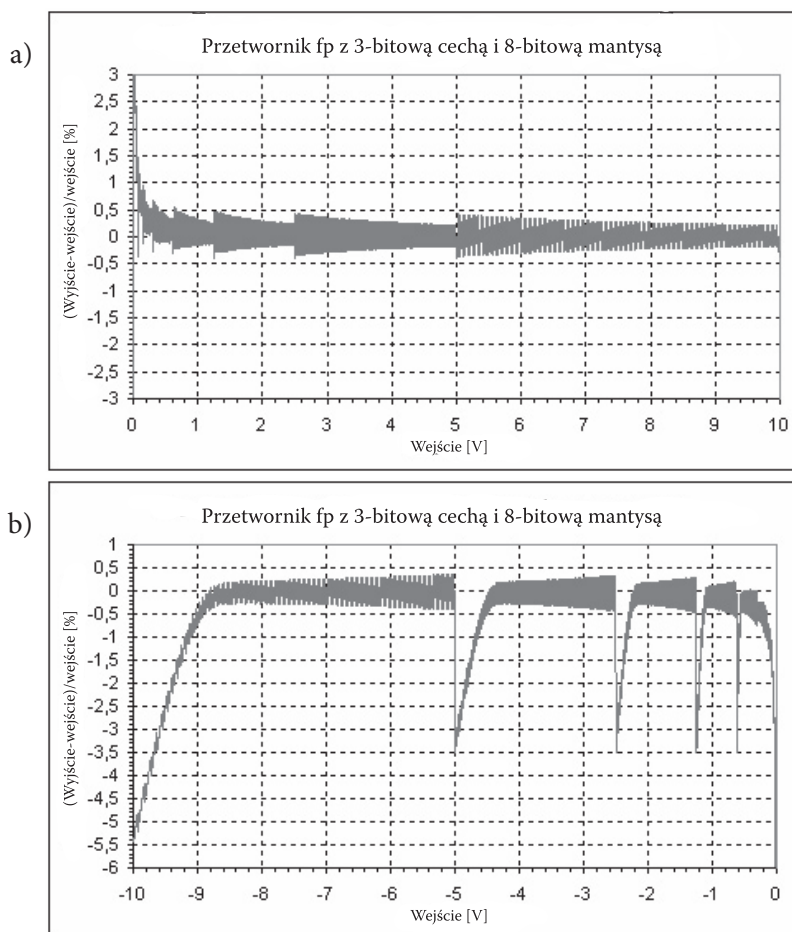 a)
Przetwornik fp z 3-bitową cechą i 8-bitową mantysą
(Wyjście-wejście)/wejście [%]
3
2,5
2
1,5
1
0,5
0
-0,5
-1
-1,5
-2
-2,5
-3
0 1 2 3 4 5 6 7 8 9 10
Wejście [V]
b)
Przetwornik fp z 3-bitową cechą i 8-bitową mantysą
(Wyjście-wejście)/wejście [%]
1
0,5
0
-0,5
-1
-1,5
-2
-2,5
-3
-3,5
-4
-4,5
-5
-5,5
-6
-10 -9 -8 -7 -6 -5 -4 -3 -2 -1 0
Wejście [V]